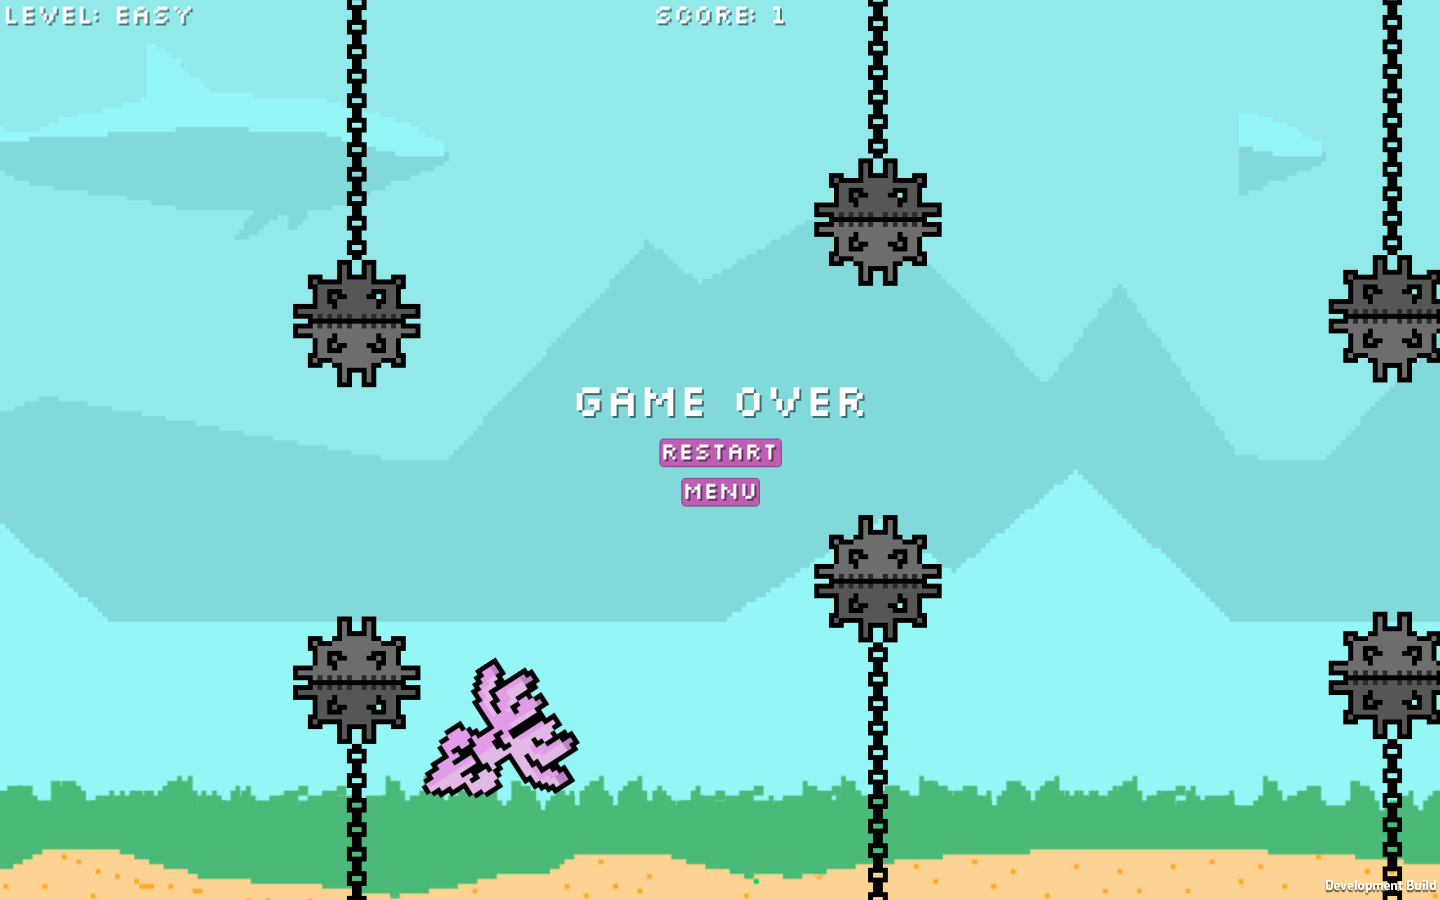 LEVEL: EASY
SCORE: 1
GAME OVER
RESTART
MENU
Development Build